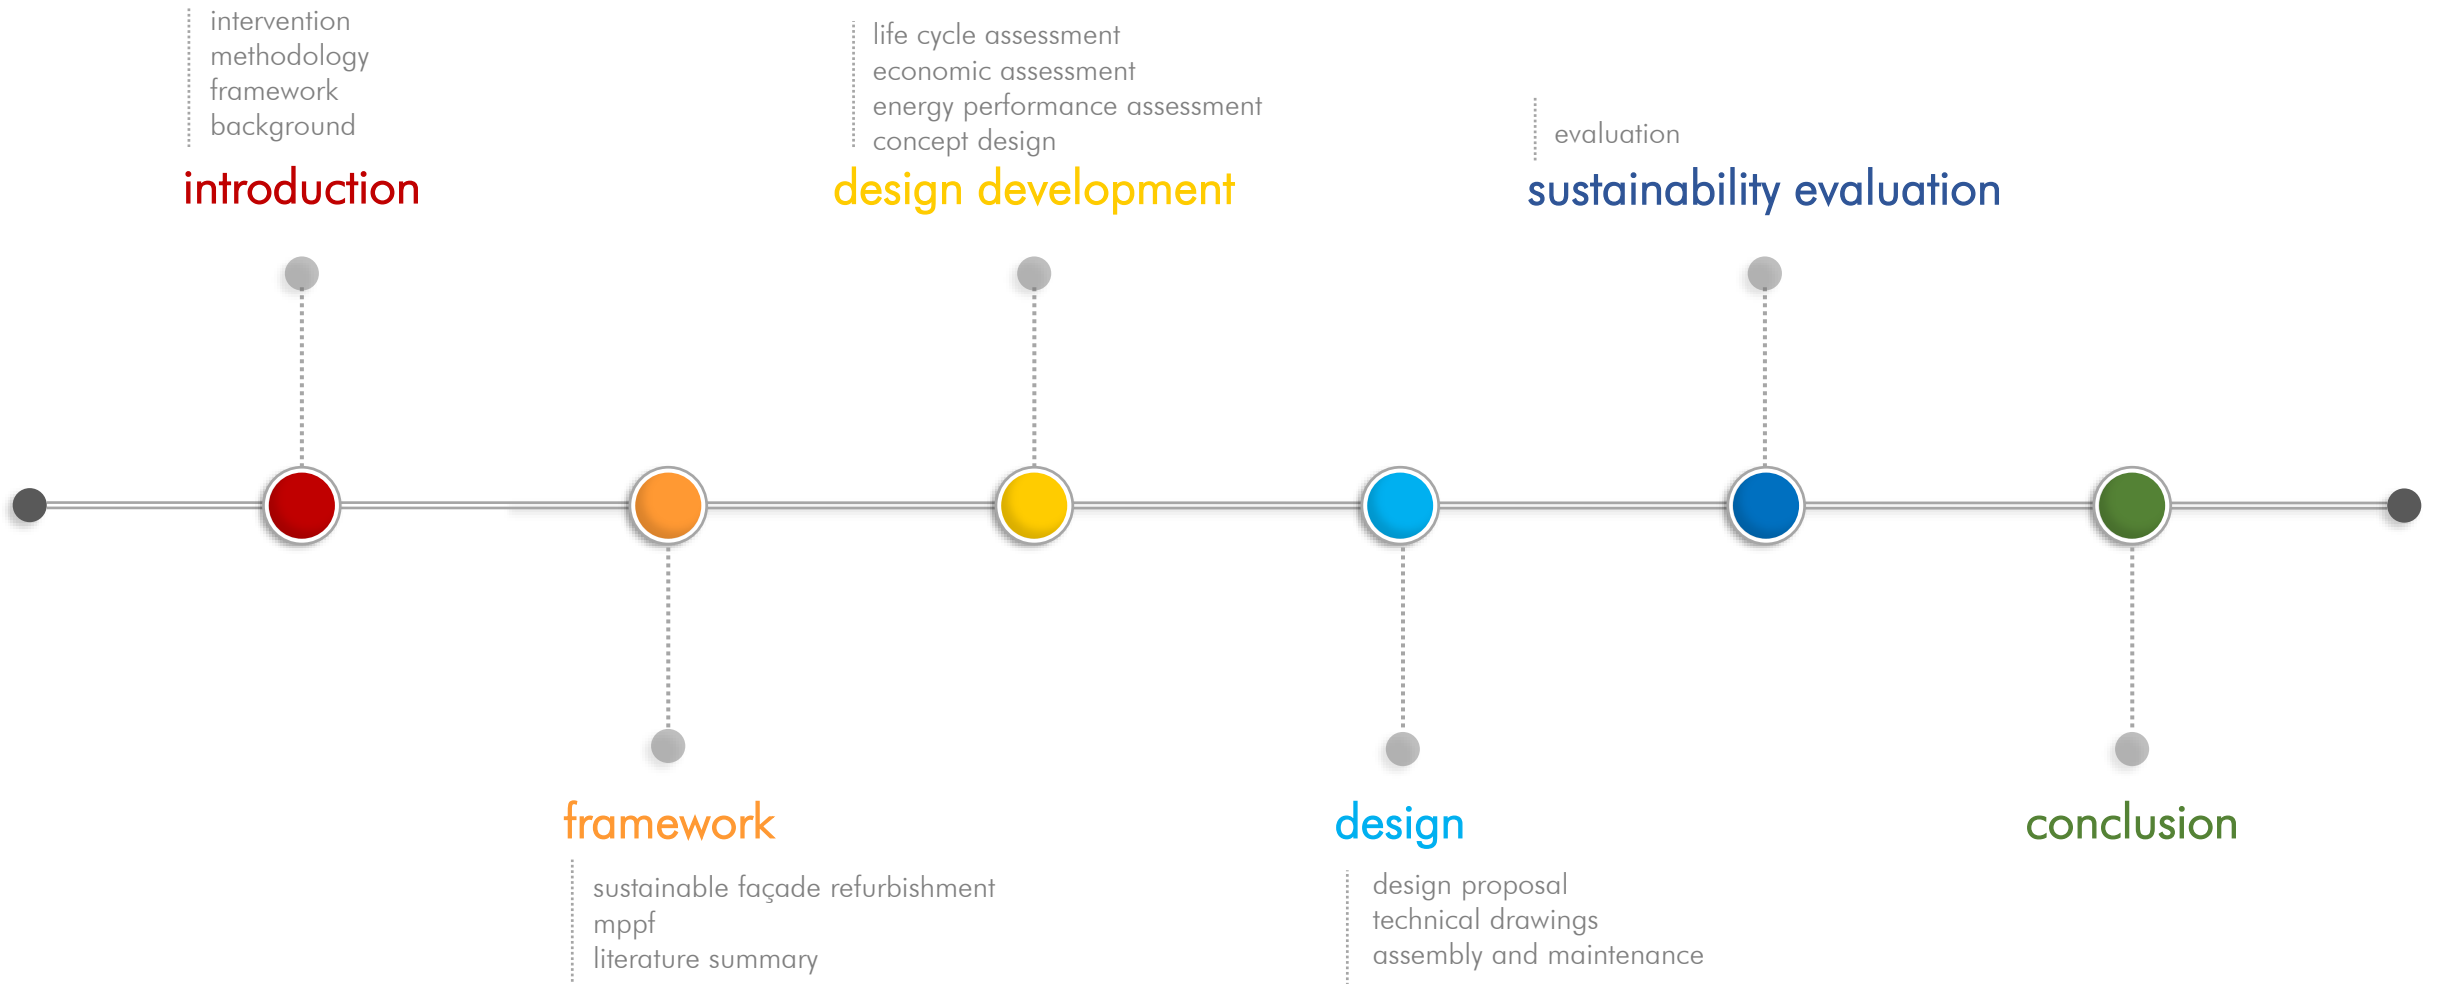 intervention
methodology
framework
background
introduction
life cycle assessment
economic assessment
energy performance assessment
concept design
design development
evaluation
sustainability evaluation
framework
sustainable façade refurbishment
mppf
literature summary
design
design proposal
technical drawings
assembly and maintenance
conclusion